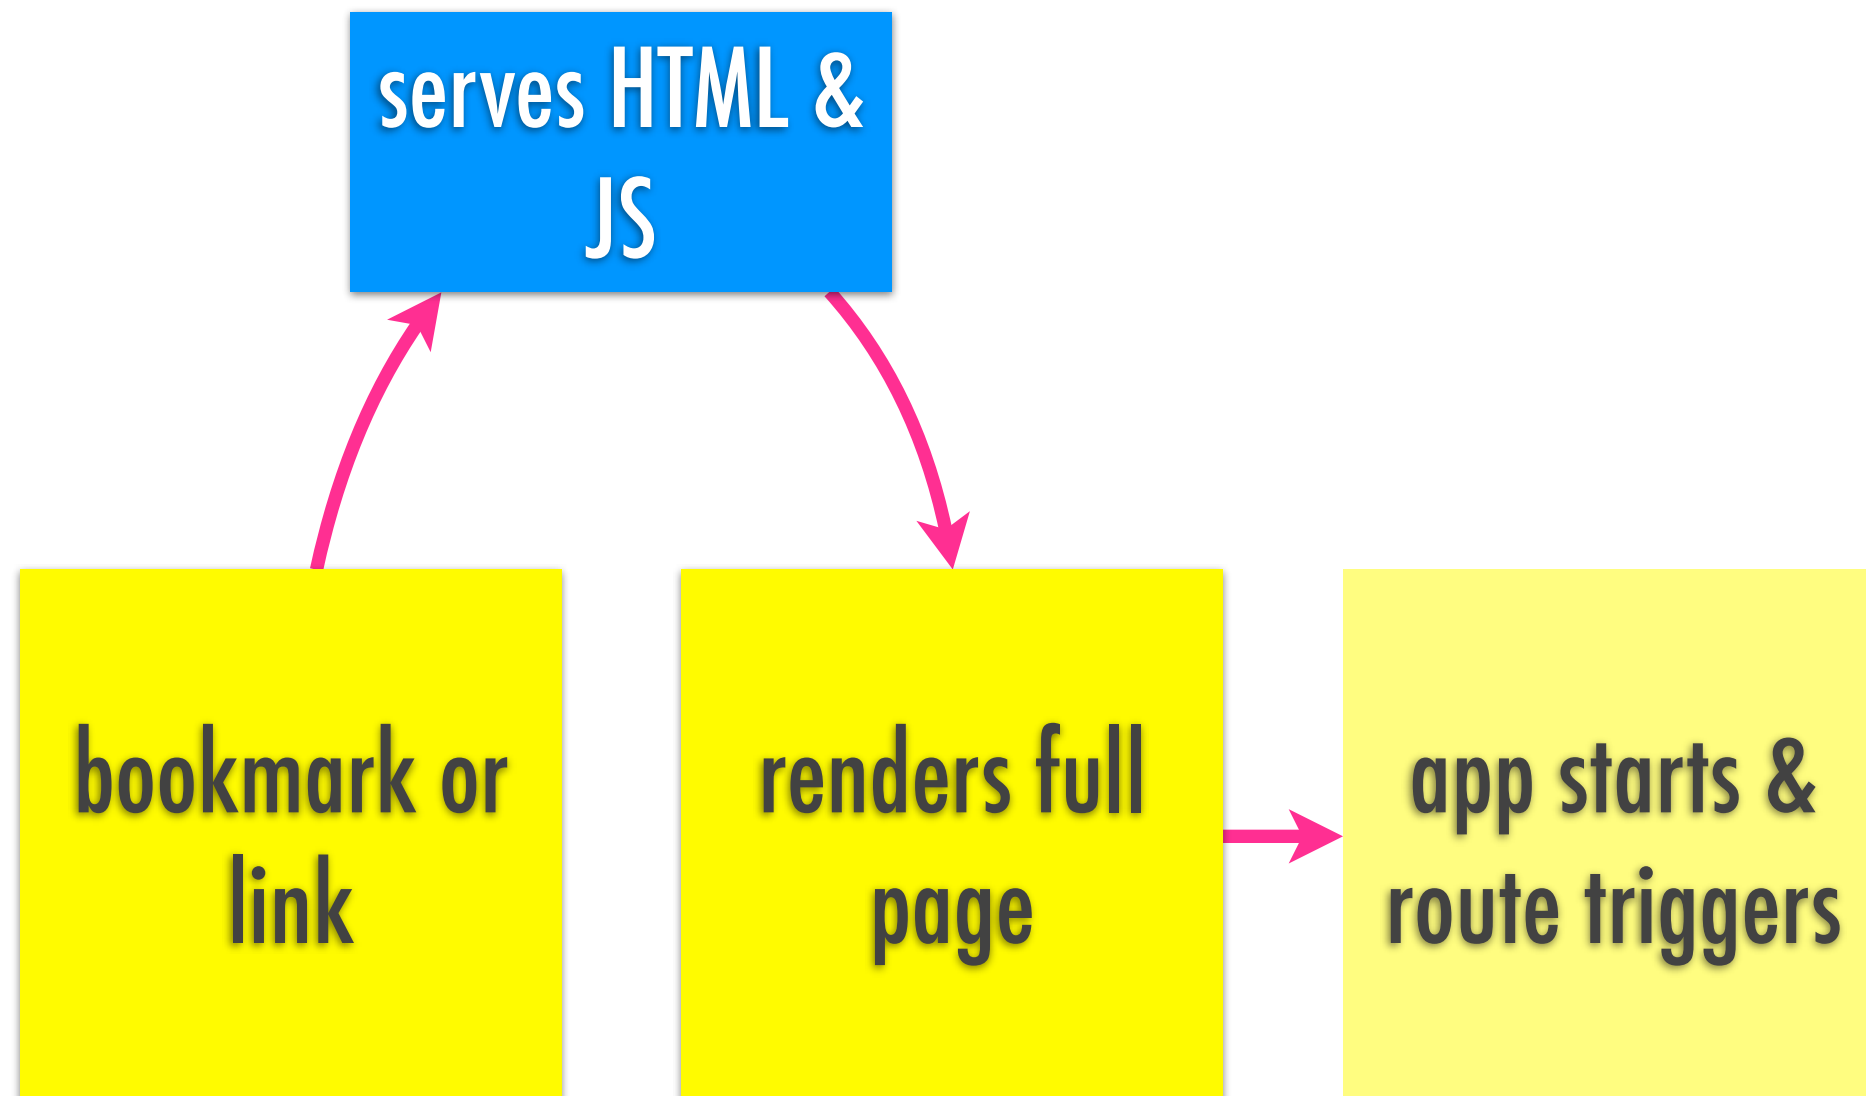 serves HTML &
JS
bookmark or
link
renders full
page
app starts &
route triggers